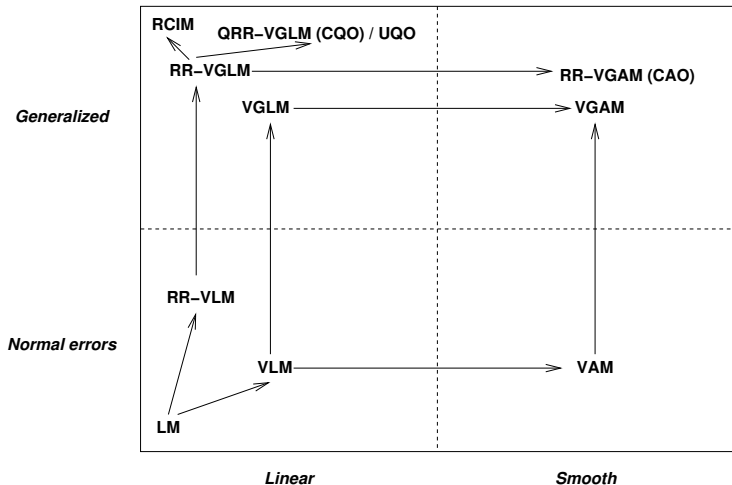 RCIM
QRR–VGLM (CQO) / UQO
RR–VGLM
RR–VGAM (CAO)
Generalized
VGLM
VGAM
RR–VLM
Normal errors
VLM
VAM
LM
Linear
Smooth